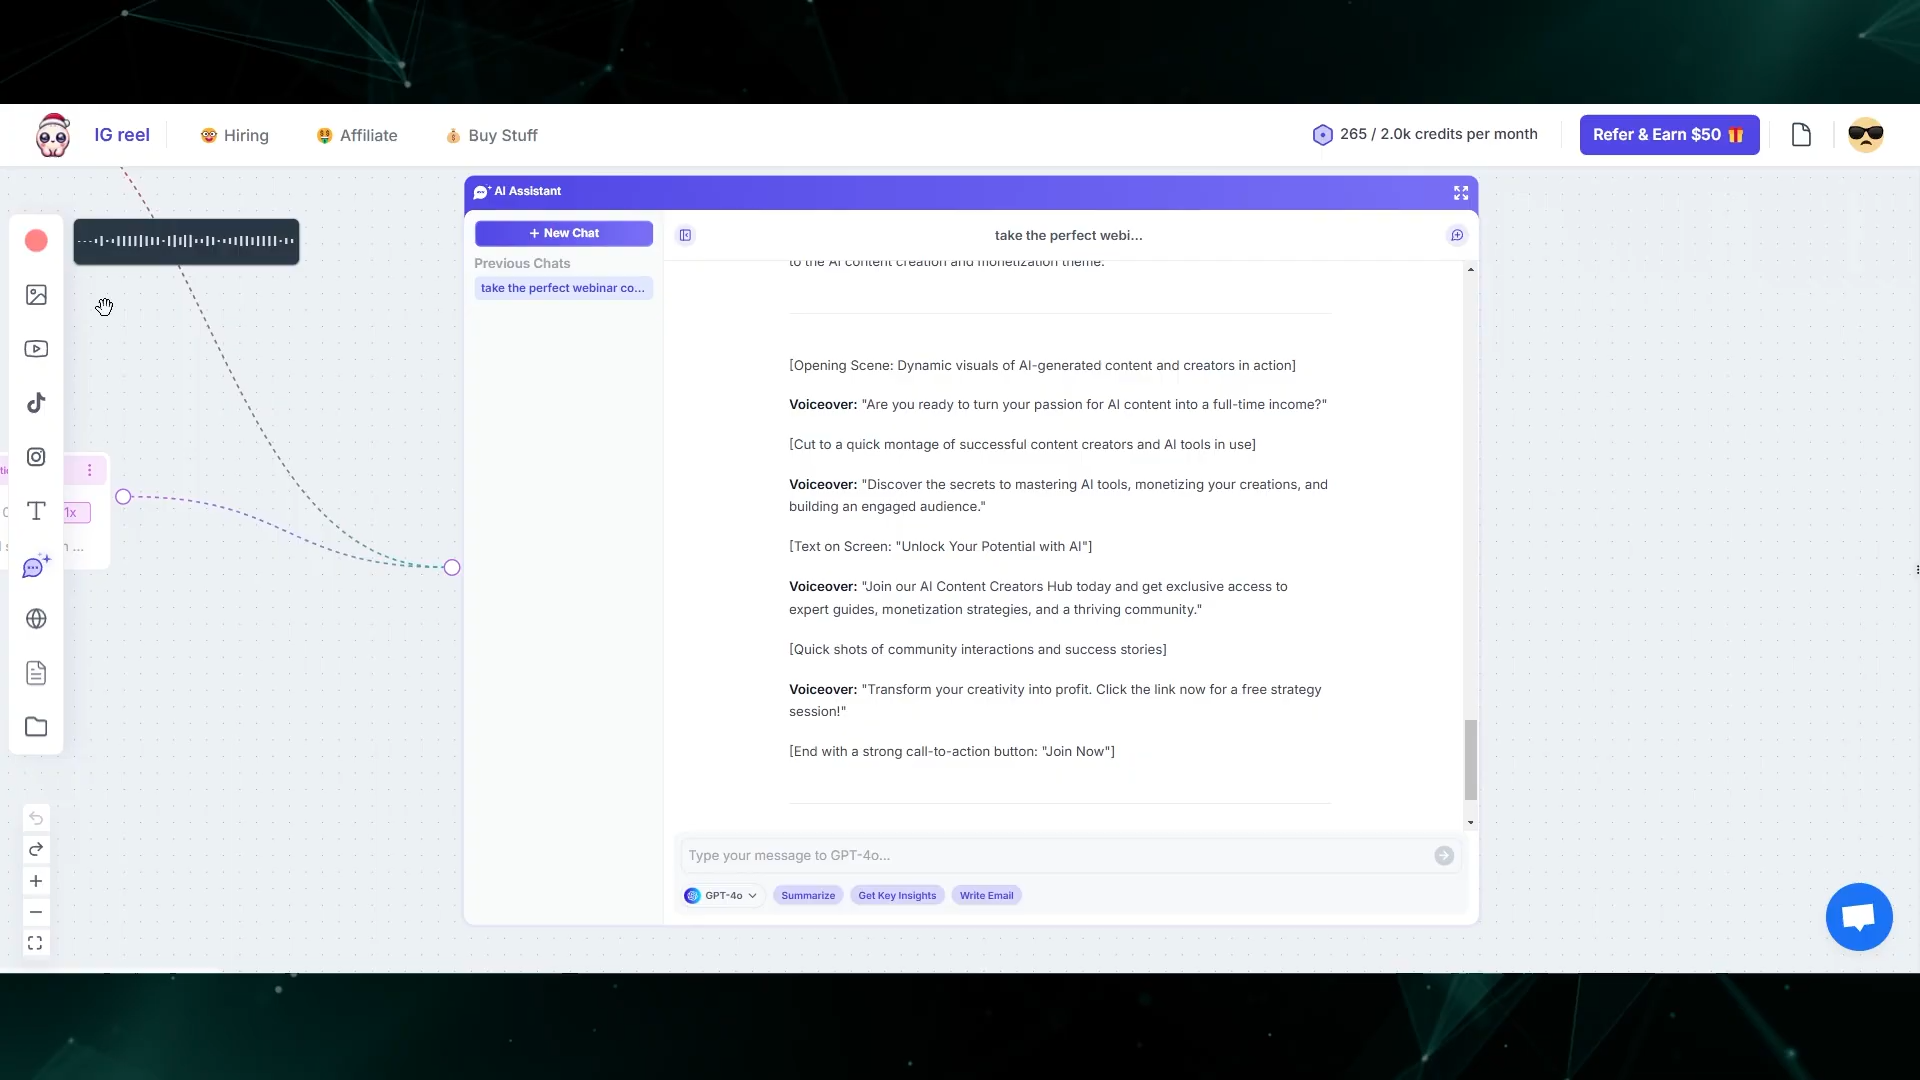 IG reel
Hiring
Affiliate
Buy Stuff
265 / 2.0k credits per month
Refer & Earn $50
AI Assistant
+ New Chat
Previous Chats
take the perfect webinar co...
take the perfect webi...
to the AI content creation and monetization theme.
[Opening Scene: Dynamic visuals of AI-generated content and creators in action]
Voiceover: "Are you ready to turn your passion for AI content into a full-time income?"
[Cut to a quick montage of successful content creators and AI tools in use]
Voiceover: "Discover the secrets to mastering AI tools, monetizing your creations, and
building an engaged audience."
[Text on Screen: "Unlock Your Potential with AI"]
Voiceover: "Join our AI Content Creators Hub today and get exclusive access to
expert guides, monetization strategies, and a thriving community."
[Quick shots of community interactions and success stories]
Voiceover: "Transform your creativity into profit. Click the link now for a free strategy
session!"
[End with a strong call-to-action button: "Join Now"]
1x
Type your message to GPT-4o...
GPT-4o
Summarize
Get Key Insights
Write Email